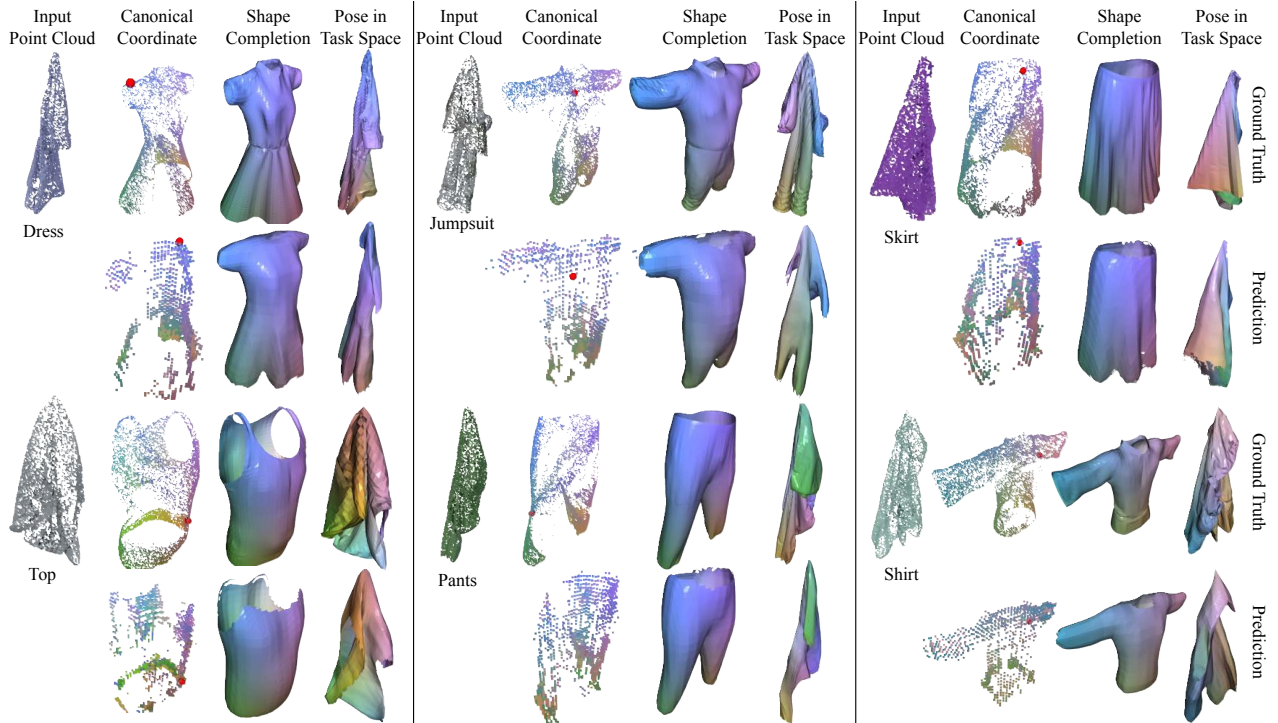 Input Point Cloud
Canonical Coordinate
Shape Completion
Pose in Task Space
Input Point Cloud
Canonical Coordinate
Shape Completion
Pose in Task Space
Input Point Cloud
Canonical Coordinate
Shape Completion
Pose in Task Space
Ground Truth
Dress
Jumpsuit
Skirt
Prediction
Ground Truth
Top
Pants
Shirt
Prediction